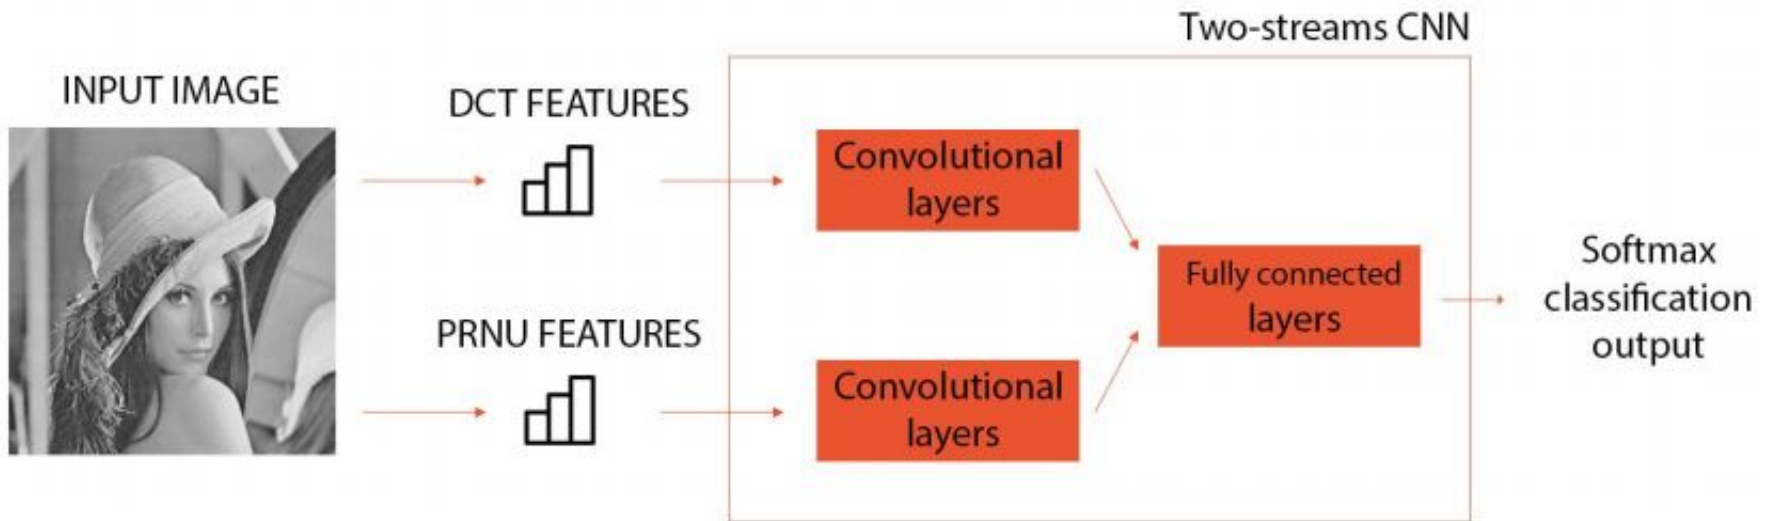 Two-streams CNN
INPUT IMAGE
DCT FEATURES
Convolutional
layers
Fully connected
layers
Softmax
classification
output
PRNU FEATURES
Convolutional
layers